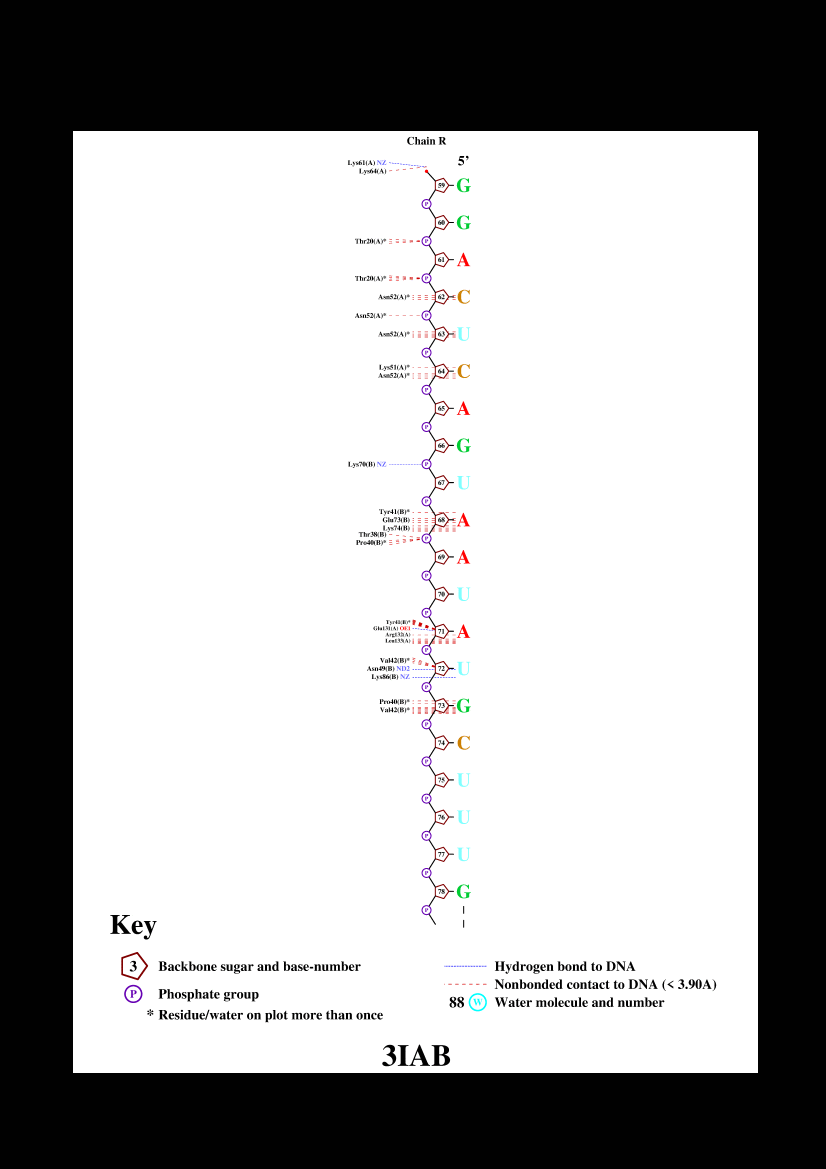 Chain R
5’
Lys61(A) NZ
Lys64(A)
59 G
P
60 G
Thr20(A)* P
61 A
Thr20(A)* P
Asn52(A)* 62 C
Asn52(A)* P
Asn52(A)* 63 U
P
Lys51(A)*
64 C
Asn52(A)*
P
65 A
P
66 G
Lys70(B) NZ P
67 U
P
Tyr41(B)*
Glu73(B) 68 A
Lys74(B)
Thr38(B)
P
Pro40(B)*
69 A
P
70 U
P
Tyr41(B)*
Glu131(A) OE1 71 A
Arg132(A)
Leu133(A)
P
Val42(B)*
Asn49(B) ND2 72 U
Lys86(B) NZ
P
Pro40(B)*
73 G
Val42(B)*
P
74 C
P
75 U
P
76 U
P
77 U
P
78 G
P
Key
3 Backbone sugar and base-number
P Phosphate group
* Residue/water on plot more than once
Hydrogen bond to DNA
Nonbonded contact to DNA (< 3.90A)
88 W Water molecule and number
3IAB